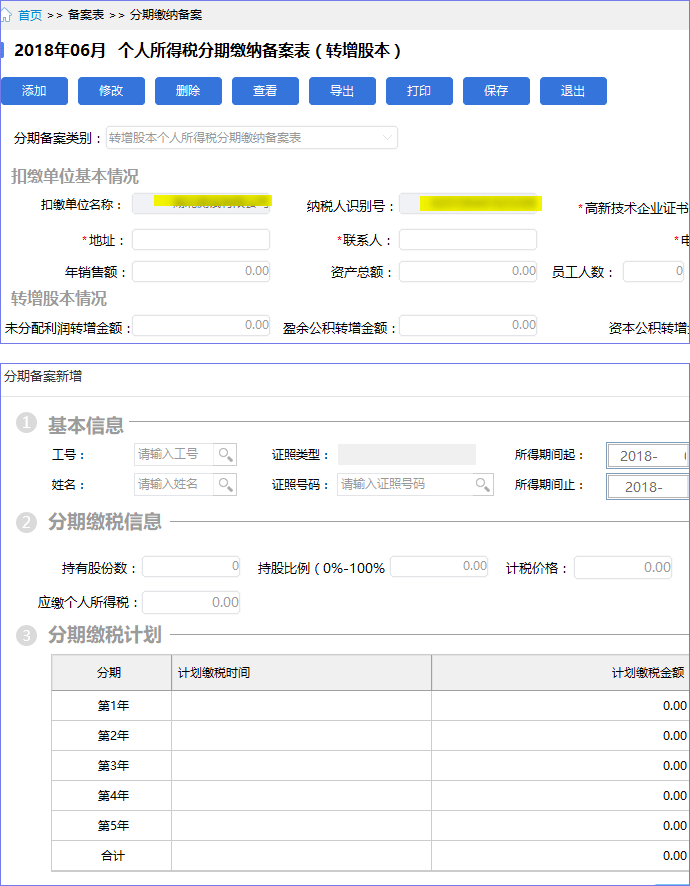 首页 >> 备案表 >> 分期缴纳备案
2018年06月 个人所得税分期缴纳备案表（转增股本）
添加 修改 删除 查看 导出 打印 保存 退出
分期备案类别： 转增股本个人所得税分期缴纳备案表
扣缴单位基本情况
扣缴单位名称： 纳税人识别号： *高新技术企业证书
*地址： *联系人： *电
年销售额： 0.00 资产总额： 0.00 员工人数： 0
转增股本情况
未分配利润转增金额： 0.00 盈余公积转增金额： 0.00 资本公积转增金
分期备案新增
1 基本信息
工号： 请输入工号 证照类型： 所得期间起： 2018-
姓名： 请输入姓名 证照号码： 请输入证照号码 所得期间止： 2018-
2 分期缴税信息
持有股份数： 0 持股比例（0%-100% 0.00 计税价格： 0.00
应缴个人所得税： 0.00
3 分期缴税计划
分期 计划缴税时间 计划缴税金额
第1年 0.00
第2年 0.00
第3年 0.00
第4年 0.00
第5年 0.00
合计 0.00